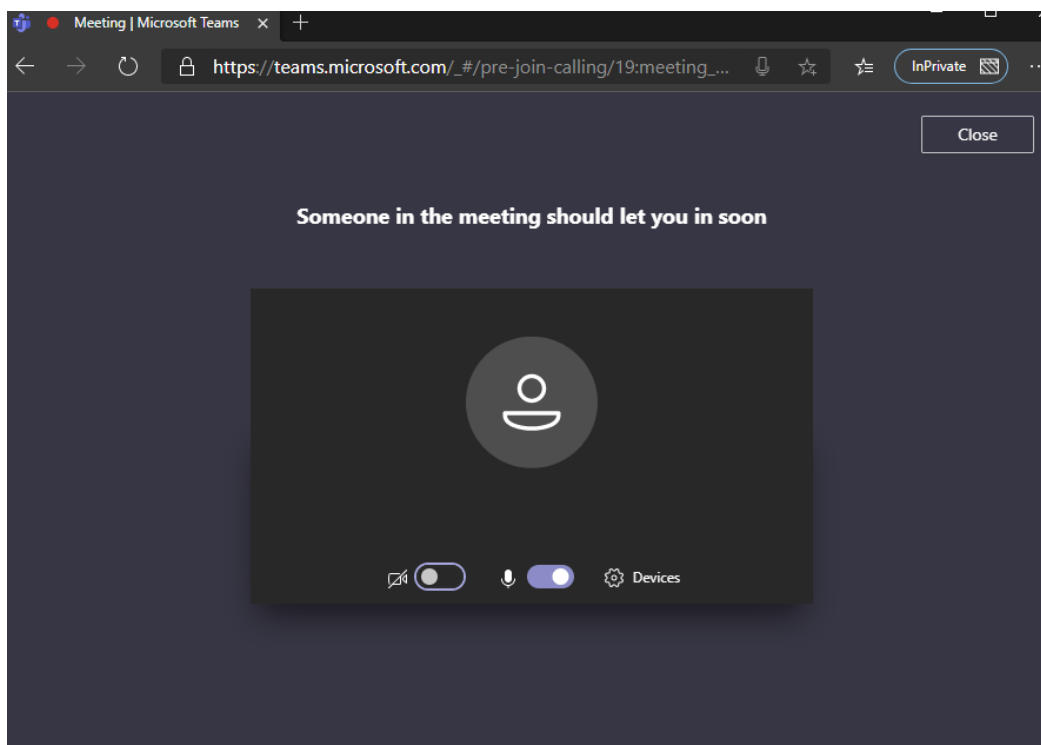 Meeting | Microsoft Teams
https://teams.microsoft.com/_#/pre-join-calling/19:meeting_...
InPrivate
Close
Someone in the meeting should let you in soon
Devices